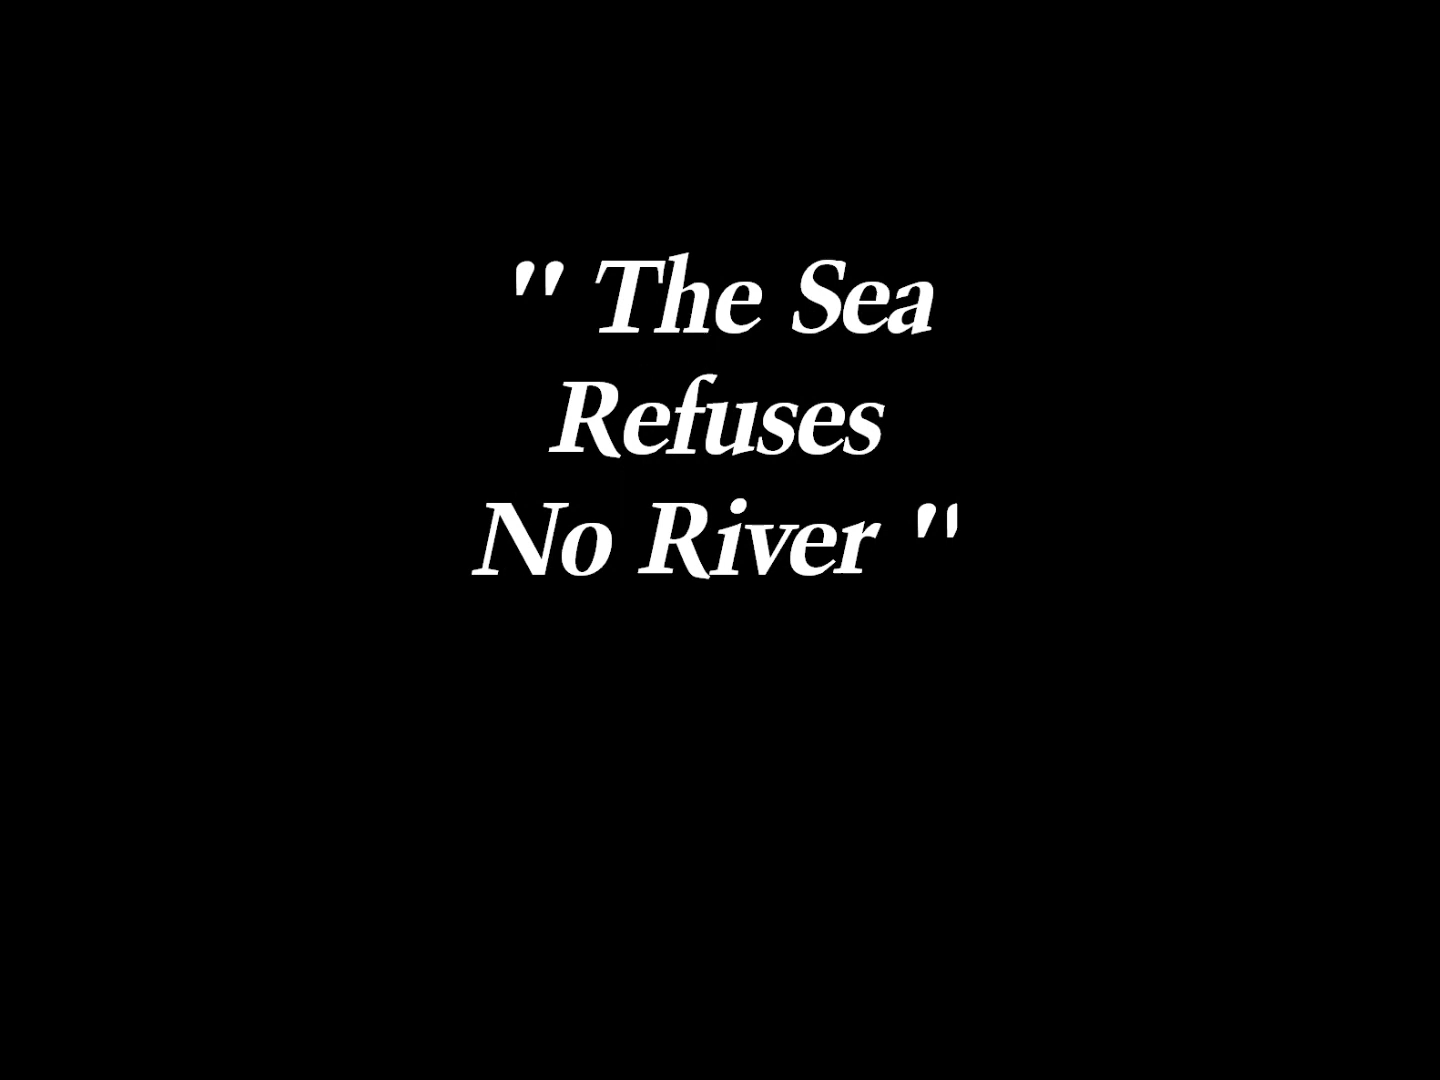 " The Sea
Refuses
No River "